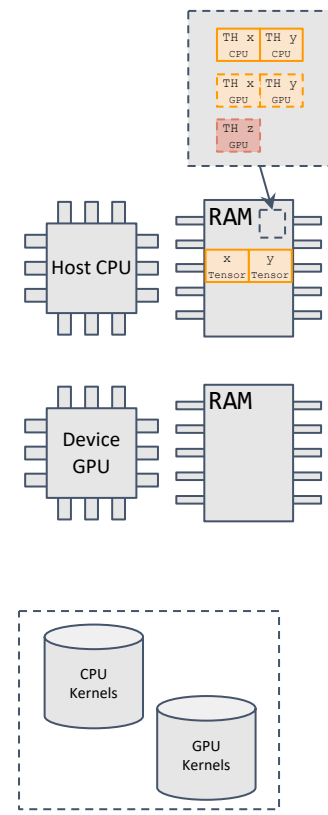 TH x TH y
CPU CPU
TH x TH y
GPU GPU
TH z
GPU
Host CPU
RAM
x y
Tensor Tensor
Device
GPU
RAM
CPU
Kernels
GPU
Kernels